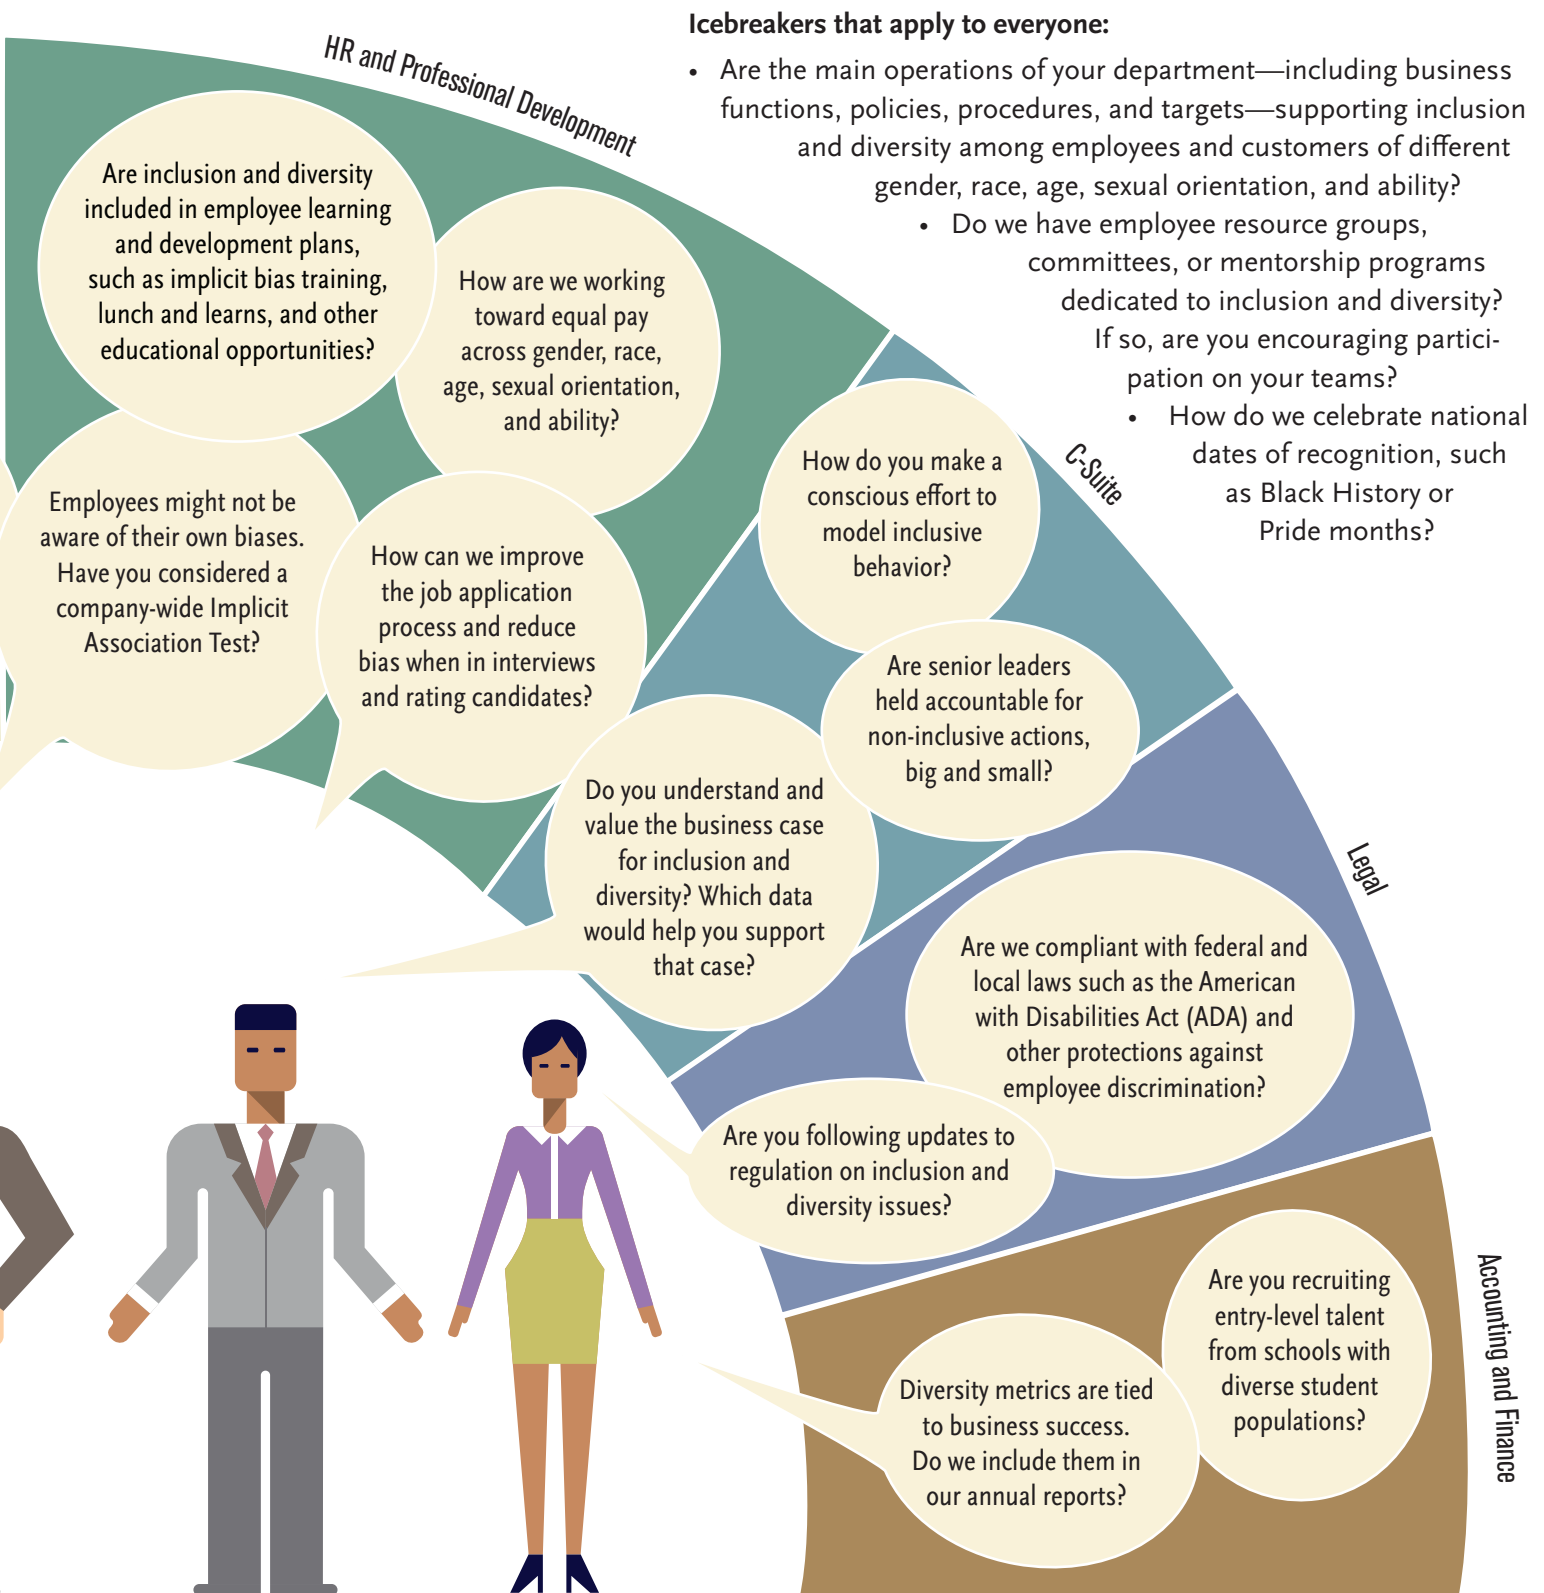 Icebreakers that apply to everyone:
• Are the main operations of your department—including business
functions, policies, procedures, and targets—supporting inclusion
and diversity among employees and customers of different
gender, race, age, sexual orientation, and ability?
• Do we have employee resource groups,
committees, or mentorship programs
dedicated to inclusion and diversity?
If so, are you encouraging partici-
pation on your teams?
• How do we celebrate national
dates of recognition, such
as Black History or
Pride months?
HR and Professional Development
Are inclusion and diversity
included in employee learning
and development plans,
such as implicit bias training,
lunch and learns, and other
educational opportunities?
How are we working
toward equal pay
across gender, race,
age, sexual orientation,
and ability?
Employees might not be
aware of their own biases.
Have you considered a
company-wide Implicit
Association Test?
How can we improve
the job application
process and reduce
bias when in interviews
and rating candidates?
C-Suite
How do you make a
conscious effort to
model inclusive
behavior?
Are senior leaders
held accountable for
non-inclusive actions,
big and small?
Do you understand and
value the business case
for inclusion and
diversity? Which data
would help you support
that case?
Legal
Are we compliant with federal and
local laws such as the American
with Disabilities Act (ADA) and
other protections against
employee discrimination?
Are you following updates to
regulation on inclusion and
diversity issues?
Accounting and Finance
Are you recruiting
entry-level talent
from schools with
diverse student
populations?
Diversity metrics are tied
to business success.
Do we include them in
our annual reports?